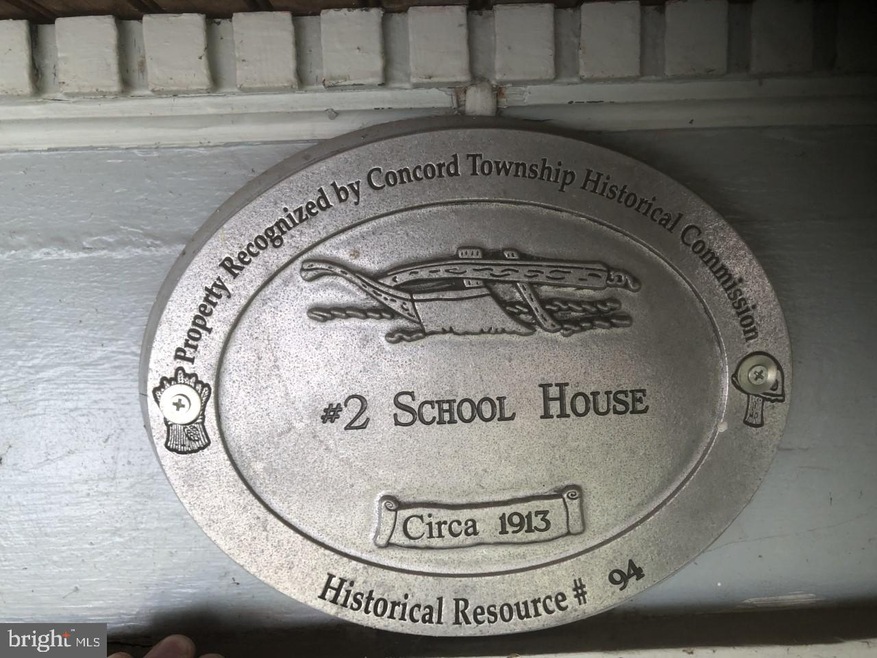 Property Recognized by Concord Township Historical Commission
#2 School House
Circa 1913
Historical Resource # 94
bright MLS